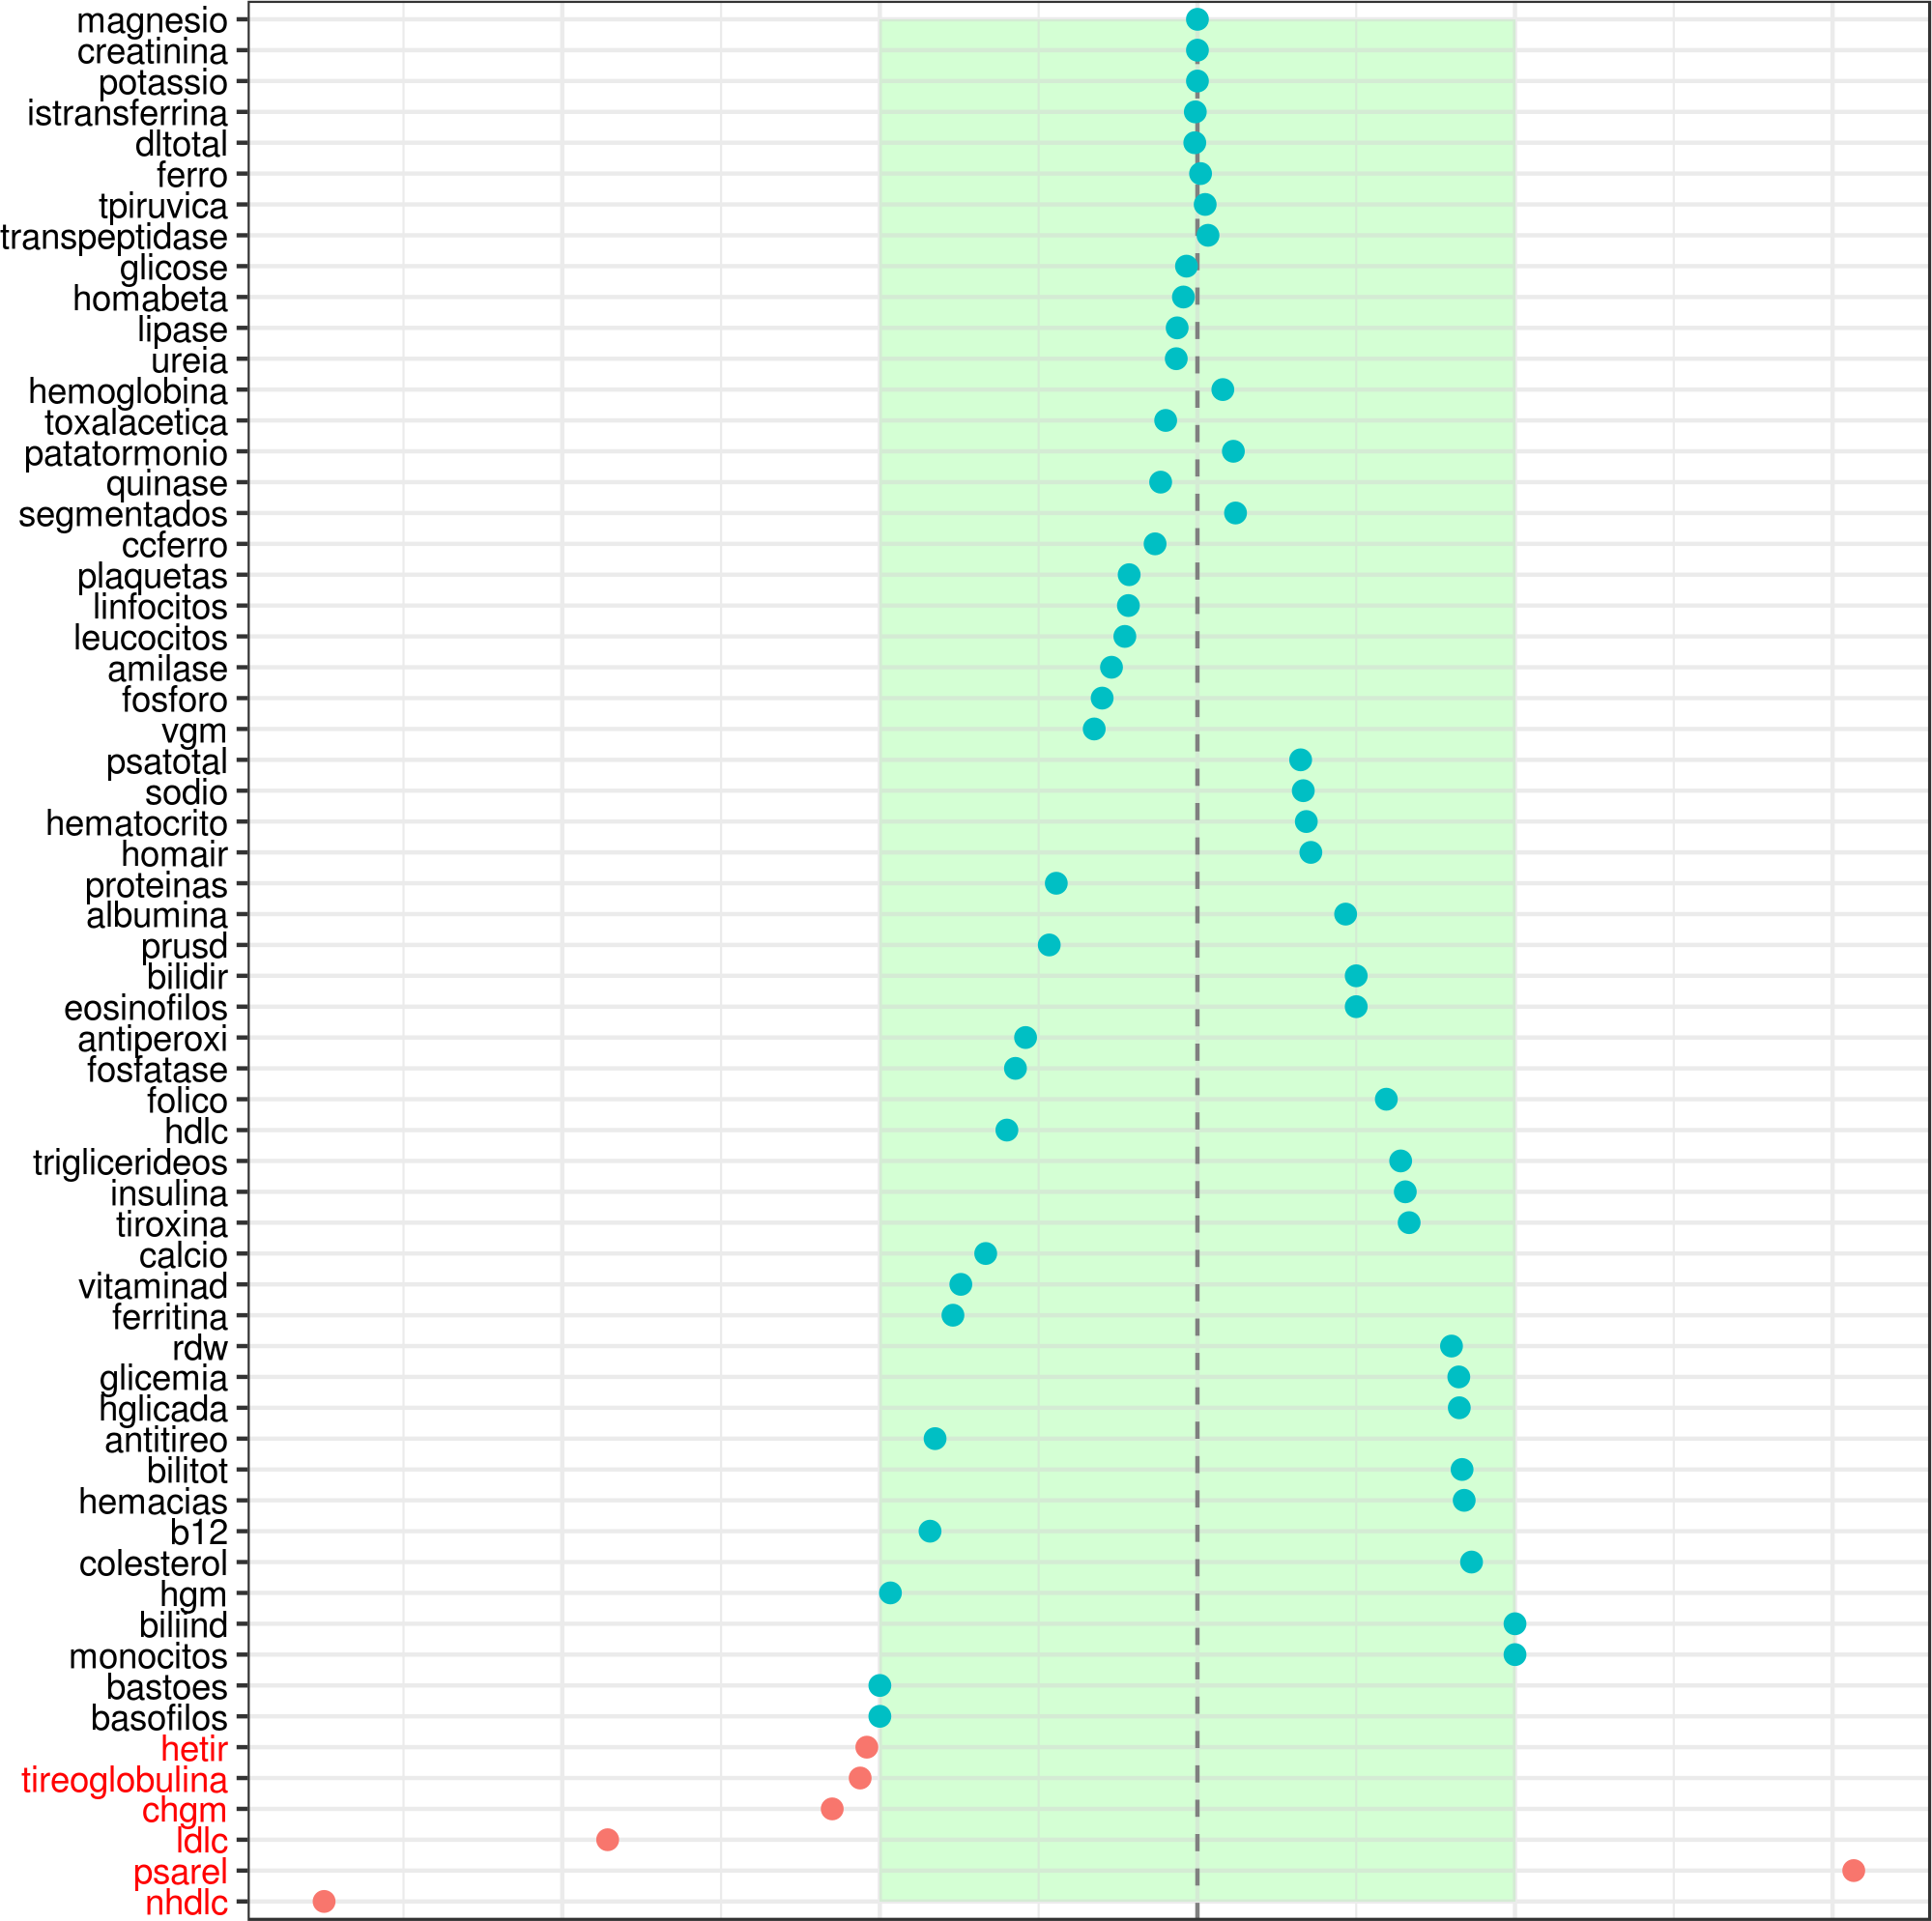 magnesio
creatinina
potassio
istransferrina
dltotal
ferro
tpiruvica
transpeptidase
glicose
homabeta
lipase
ureia
hemoglobina
toxalacetica
patatormonio
quinase
segmentados
ccferro
plaquetas
linfocitos
leucocitos
amilase
fosforo
vgm
psatotal
sodio
hematocrito
homair
proteinas
albumina
prusd
bilidir
eosinofilos
antiperoxi
fosfatase
folico
hdlc
triglicerideos
insulina
tiroxina
calcio
vitaminad
ferritina
rdw
glicemia
hglicada
antitireo
bilitot
hemacias
b12
colesterol
hgm
biliind
monocitos
bastoes
basofilos
hetir
tireoglobulina
chgm
ldlc
psarel
nhdlc